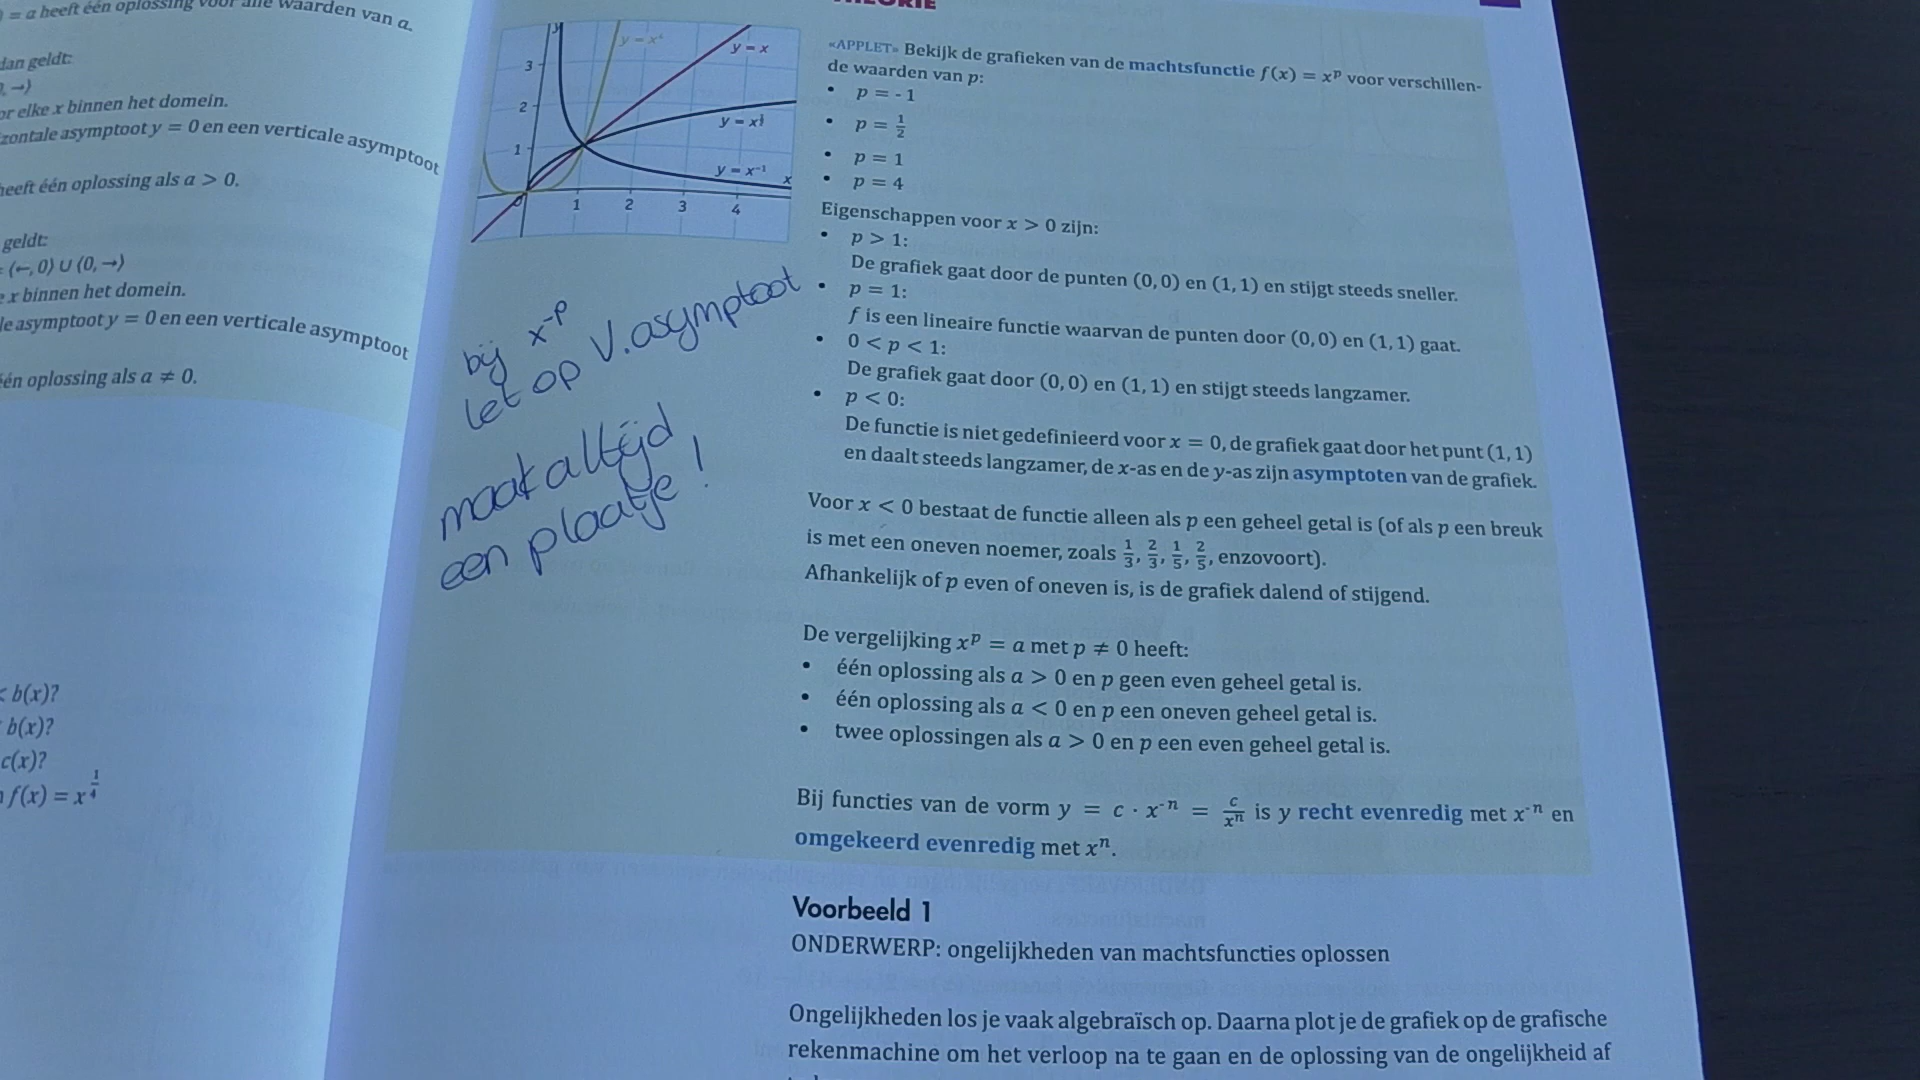 = a heeft één oplossing voor alle waarden van a.
dan geldt:
, →⟩
or elke x binnen het domein.
zontale asymptoot y = 0 en een verticale asymptoot
heeft één oplossing als a > 0.
geldt:
= ⟨←, 0⟩ ∪ ⟨0, →⟩
e x binnen het domein.
le asymptoot y = 0 en een verticale asymptoot
één oplossing als a ≠ 0.
< b(x)?
b(x)?
c(x)?
f(x) = x^{1/4}
THEORIE
y
3
2
1
O
1
2
3
4
x
y = x⁴
y = x
y = x^{1/2}
y = x⁻¹
bij x^{-p}
let op V. asymptoot
maak altijd
een plaatje!
«APPLET» Bekijk de grafieken van de machtsfunctie f(x) = x^p voor verschillen-
de waarden van p:
• p = -1
• p = 1/2
• p = 1
• p = 4
Eigenschappen voor x > 0 zijn:
• p > 1:
De grafiek gaat door de punten (0, 0) en (1, 1) en stijgt steeds sneller.
• p = 1:
f is een lineaire functie waarvan de punten door (0, 0) en (1, 1) gaat.
• 0 < p < 1:
De grafiek gaat door (0, 0) en (1, 1) en stijgt steeds langzamer.
• p < 0:
De functie is niet gedefinieerd voor x = 0, de grafiek gaat door het punt (1, 1)
en daalt steeds langzamer, de x-as en de y-as zijn asymptoten van de grafiek.
Voor x < 0 bestaat de functie alleen als p een geheel getal is (of als p een breuk
is met een oneven noemer, zoals 1/3, 2/3, 1/5, 2/5, enzovoort).
Afhankelijk of p even of oneven is, is de grafiek dalend of stijgend.
De vergelijking x^p = a met p ≠ 0 heeft:
• één oplossing als a > 0 en p geen even geheel getal is.
• één oplossing als a < 0 en p een oneven geheel getal is.
• twee oplossingen als a > 0 en p een even geheel getal is.
Bij functies van de vorm y = c · x^{-n} = c/x^n is y recht evenredig met x^{-n} en
omgekeerd evenredig met x^n.
Voorbeeld 1
ONDERWERP: ongelijkheden van machtsfuncties oplossen
Ongelijkheden los je vaak algebraïsch op. Daarna plot je de grafiek op de grafische
rekenmachine om het verloop na te gaan en de oplossing van de ongelijkheid af